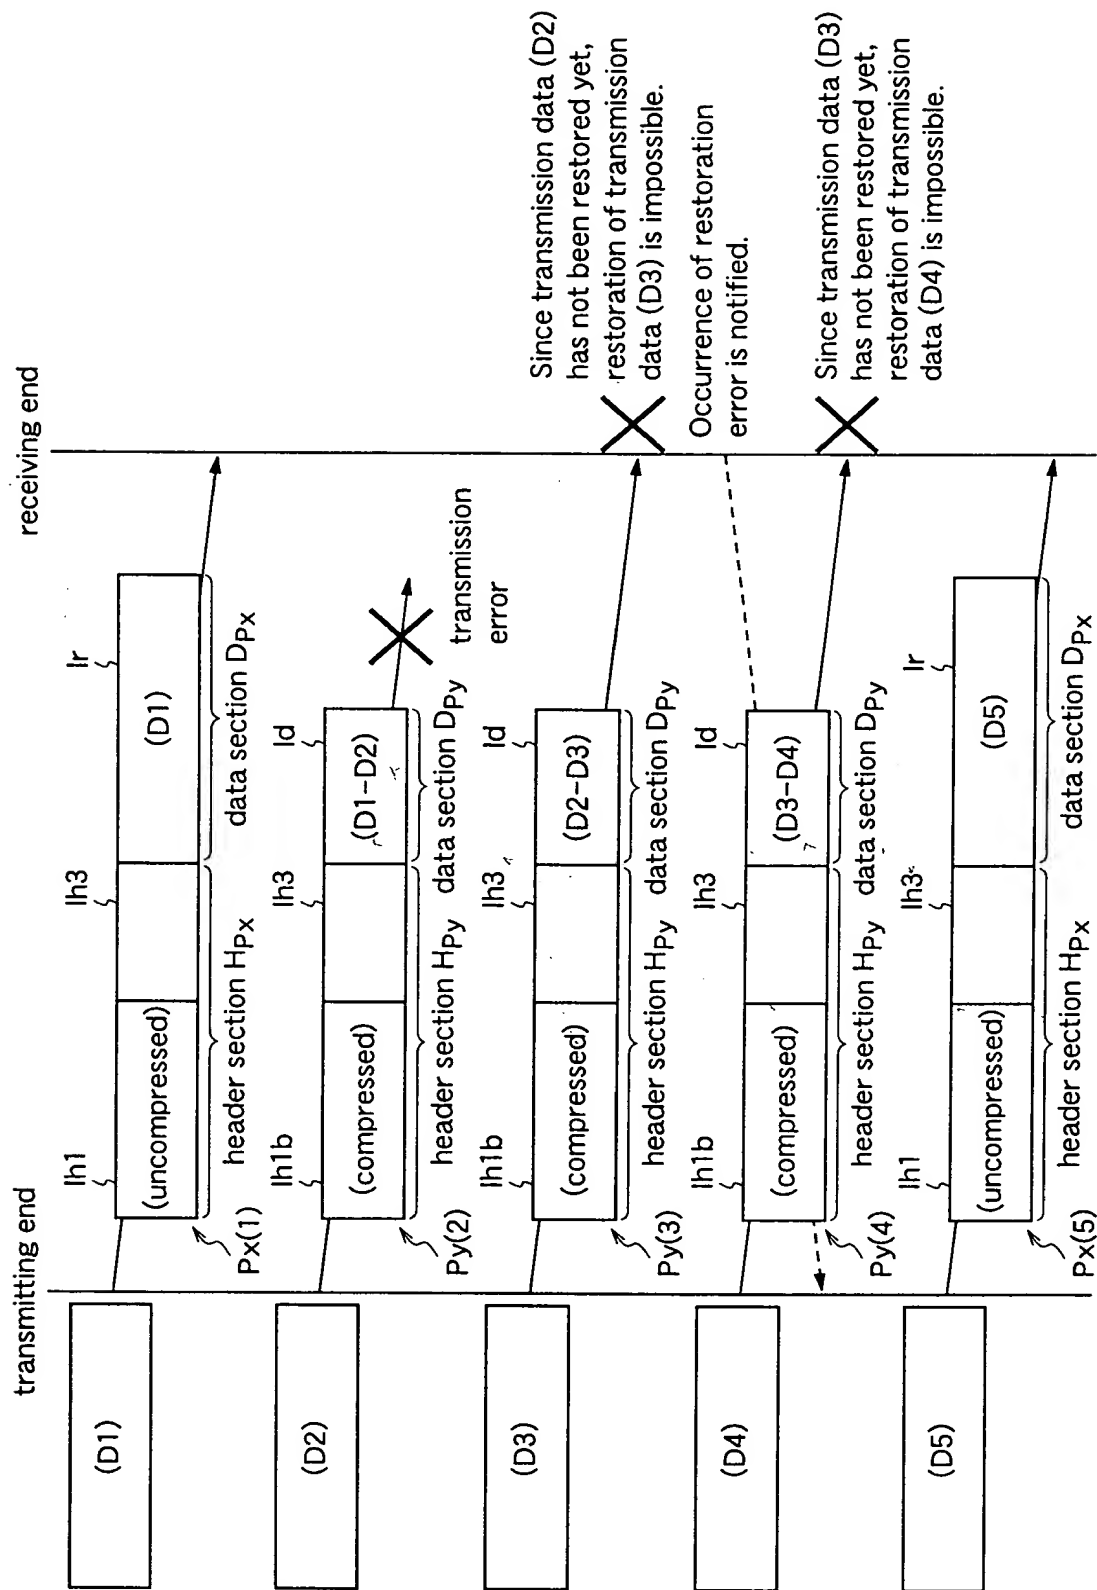 transmitting end
receiving end
(D1)
Ih1
Ih3
Ir
(uncompressed)
(D1)
header section HPx
data section DPx
Px(1)
(D2)
Ih1b
Ih3
Id
(compressed)
(D1-D2)
header section HPy
data section DPy
Py(2)
transmission
error
(D3)
Ih1b
Ih3
Id
(compressed)
(D2-D3)
header section HPy
data section DPy
Py(3)
Since transmission data (D2)
has not been restored yet,
restoration of transmission
data (D3) is impossible.
Occurrence of restoration
error is notified.
(D4)
Ih1b
Ih3
Id
(compressed)
(D3-D4)
header section HPy
data section DPy
Py(4)
Since transmission data (D3)
has not been restored yet,
restoration of transmission
data (D4) is impossible.
(D5)
Ih1
Ih3
Ir
(uncompressed)
(D5)
header section HPx
data section DPx
Px(5)